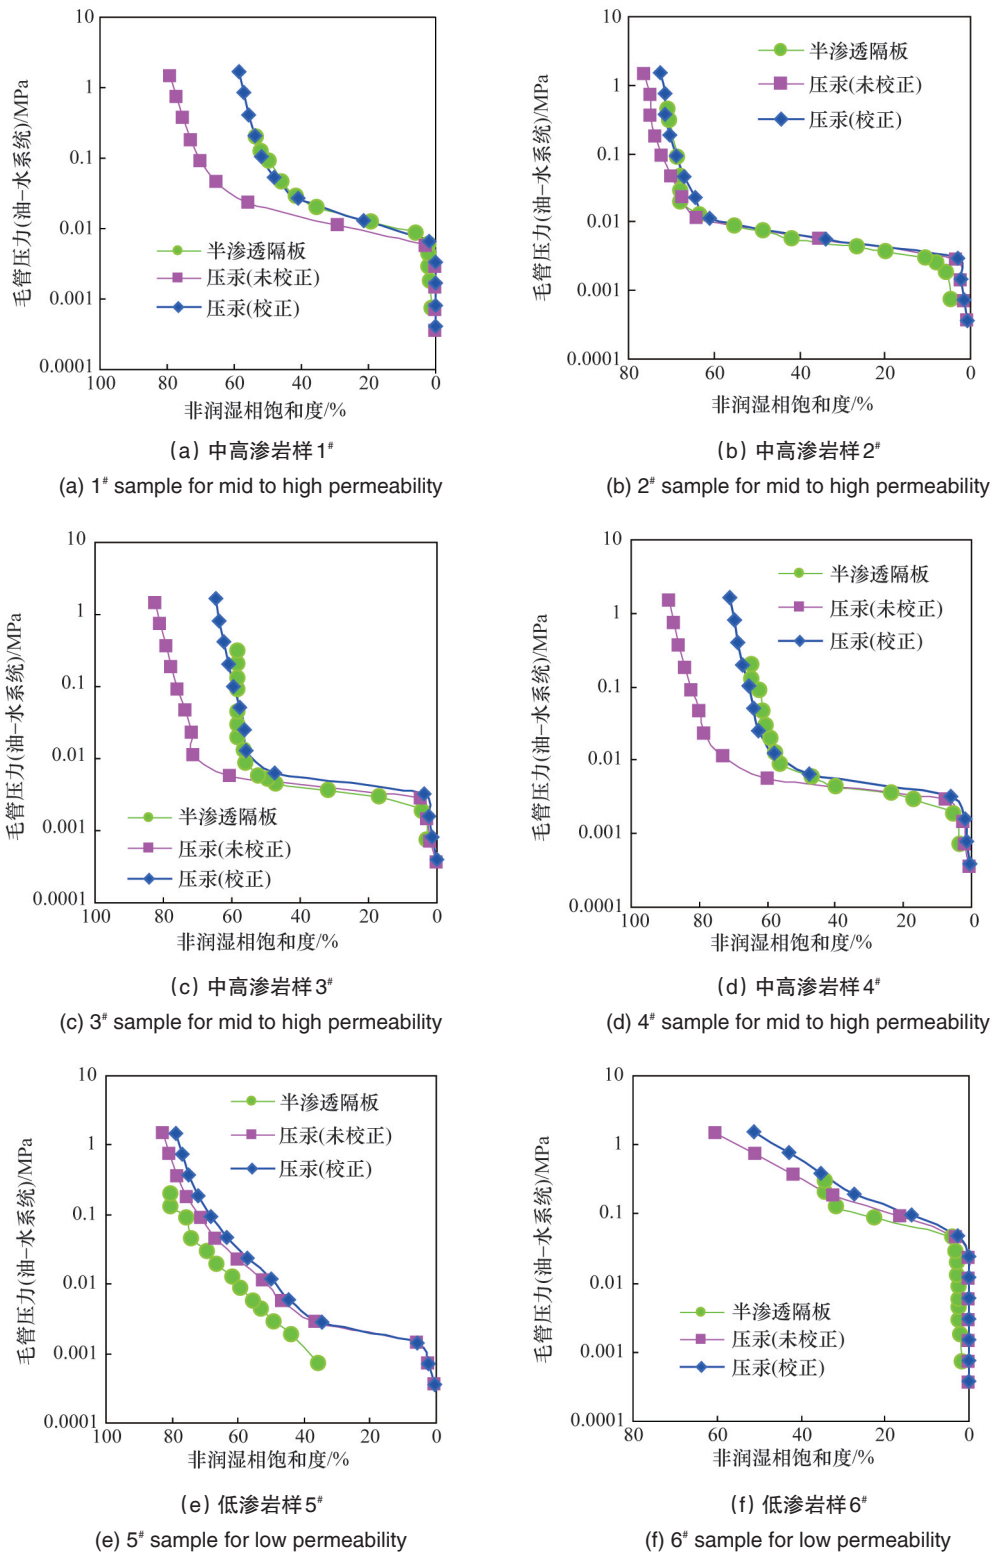 10
1
0.1
0.01
0.001
0.0001
毛管压力(油–水系统)/MPa
半渗透隔板
压汞(未校正)
压汞(校正)
100 80 60 40 20 0
非润湿相饱和度/%
(a) 中高渗岩样1#
(a) 1# sample for mid to high permeability
10
1
0.1
0.01
0.001
0.0001
毛管压力(油–水系统)/MPa
半渗透隔板
压汞(未校正)
压汞(校正)
80 60 40 20 0
非润湿相饱和度/%
(b) 中高渗岩样2#
(b) 2# sample for mid to high permeability
10
1
0.1
0.01
0.001
0.0001
毛管压力(油–水系统)/MPa
半渗透隔板
压汞(未校正)
压汞(校正)
100 80 60 40 20 0
非润湿相饱和度/%
(c) 中高渗岩样3#
(c) 3# sample for mid to high permeability
10
1
0.1
0.01
0.001
0.0001
毛管压力(油–水系统)/MPa
半渗透隔板
压汞(未校正)
压汞(校正)
100 80 60 40 20 0
非润湿相饱和度/%
(d) 中高渗岩样4#
(d) 4# sample for mid to high permeability
10
1
0.1
0.01
0.001
0.0001
毛管压力(油–水系统)/MPa
半渗透隔板
压汞(未校正)
压汞(校正)
100 80 60 40 20 0
非润湿相饱和度/%
(e) 低渗岩样5#
(e) 5# sample for low permeability
10
1
0.1
0.01
0.001
0.0001
毛管压力(油–水系统)/MPa
半渗透隔板
压汞(未校正)
压汞(校正)
80 60 40 20 0
非润湿相饱和度/%
(f) 低渗岩样6#
(f) 6# sample for low permeability